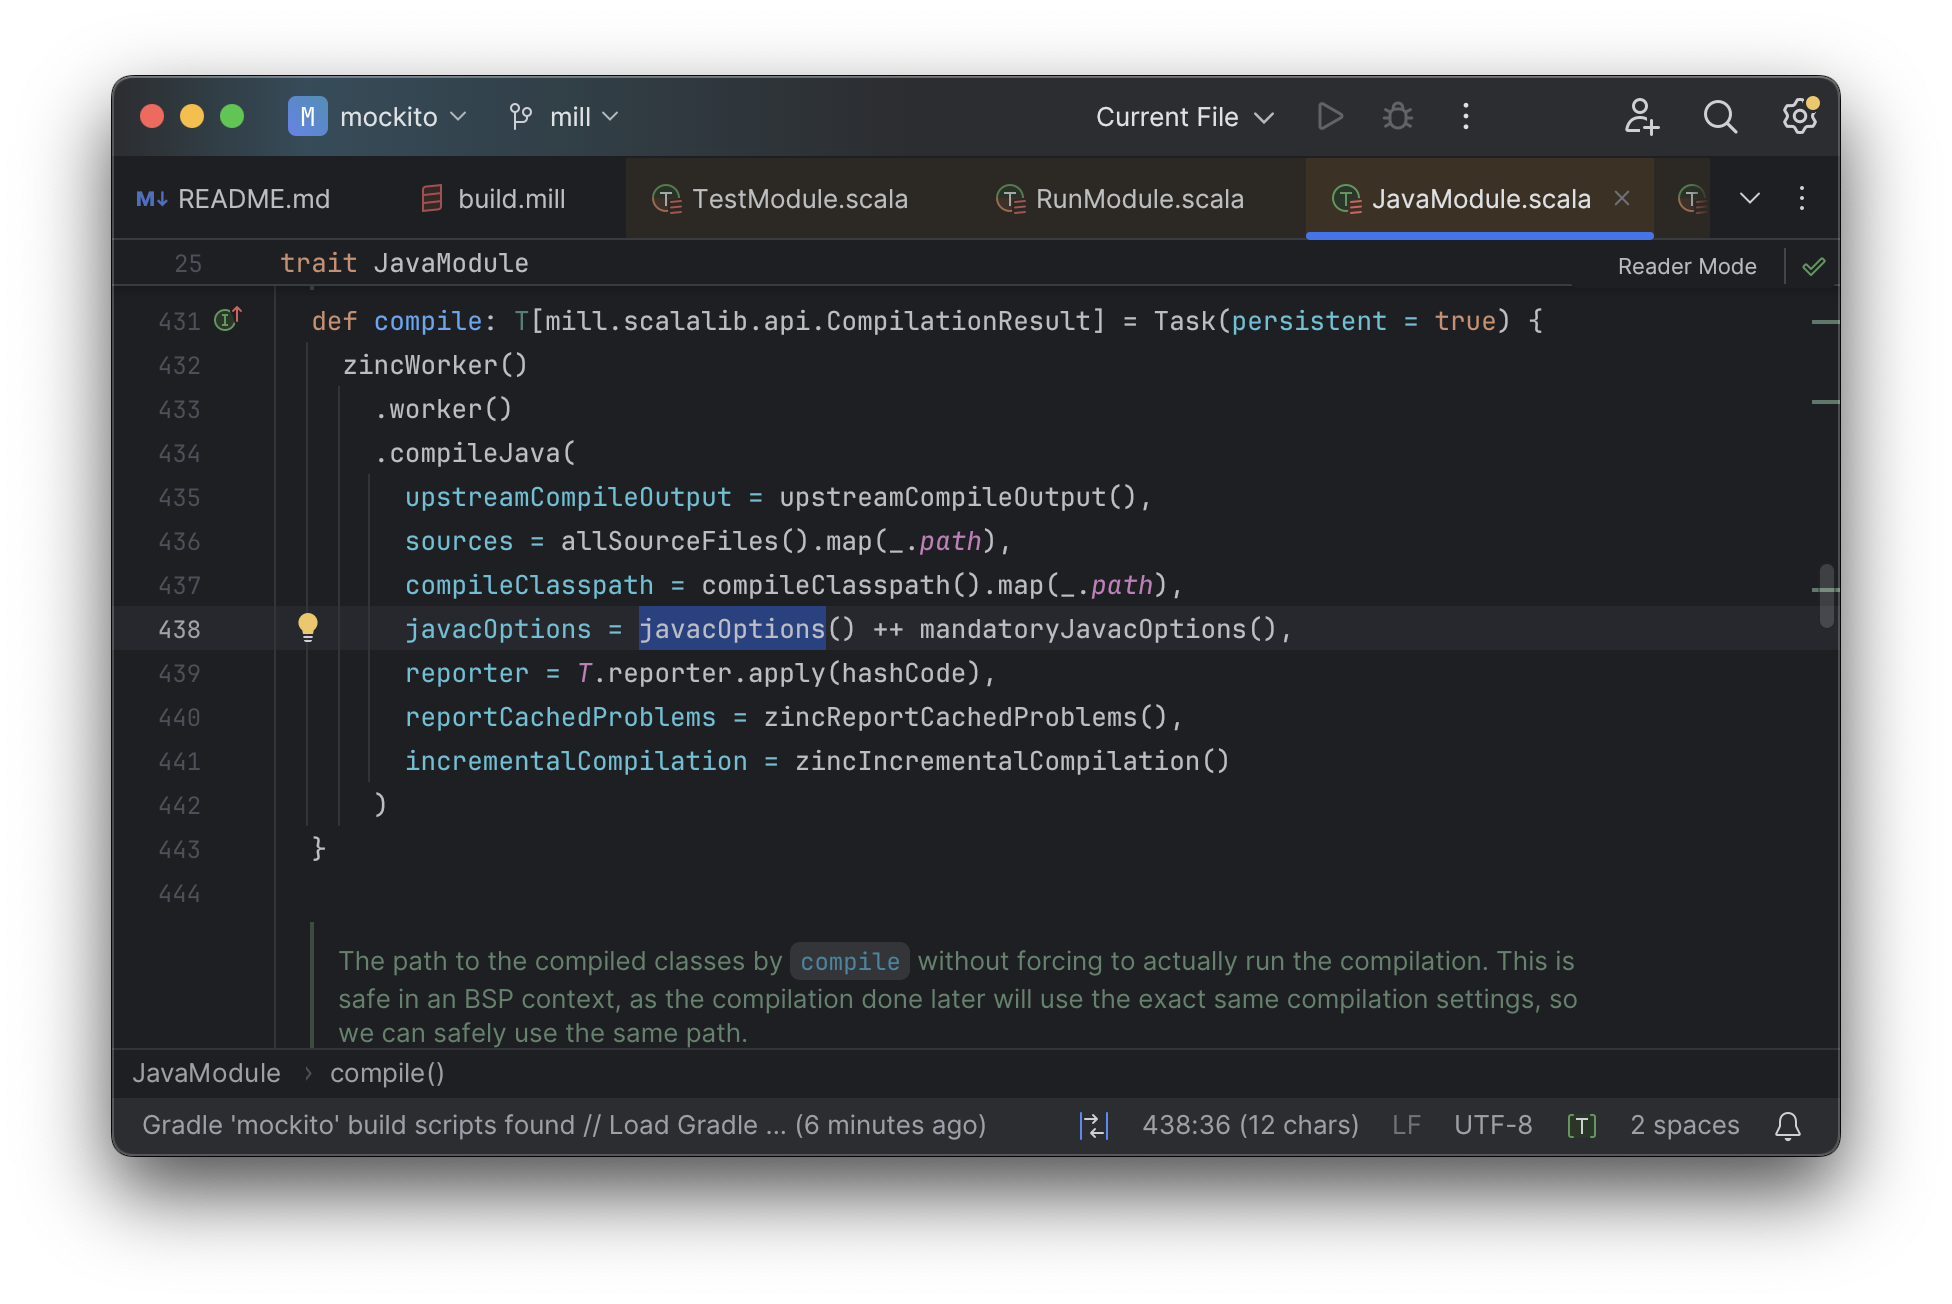 M mockito mill Current File
M↓ README.md build.mill T TestModule.scala T RunModule.scala T JavaModule.scala T
25 trait JavaModule Reader Mode
431 I def compile: T[mill.scalalib.api.CompilationResult] = Task(persistent = true) {
432 zincWorker()
433 .worker()
434 .compileJava(
435 upstreamCompileOutput = upstreamCompileOutput(),
436 sources = allSourceFiles().map(_.path),
437 compileClasspath = compileClasspath().map(_.path),
438 javacOptions = javacOptions() ++ mandatoryJavacOptions(),
439 reporter = T.reporter.apply(hashCode),
440 reportCachedProblems = zincReportCachedProblems(),
441 incrementalCompilation = zincIncrementalCompilation()
442 )
443 }
444
The path to the compiled classes by compile without forcing to actually run the compilation. This is
safe in an BSP context, as the compilation done later will use the exact same compilation settings, so
we can safely use the same path.
JavaModule › compile()
Gradle 'mockito' build scripts found // Load Gradle ... (6 minutes ago) 438:36 (12 chars) LF UTF-8 [T] 2 spaces